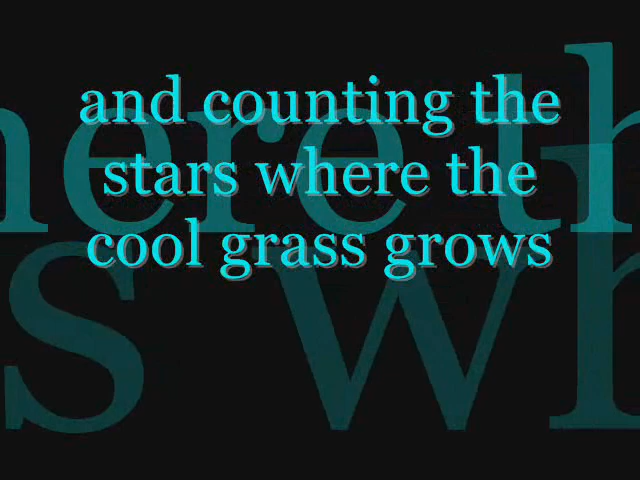 and counting the
stars where the
cool grass grows